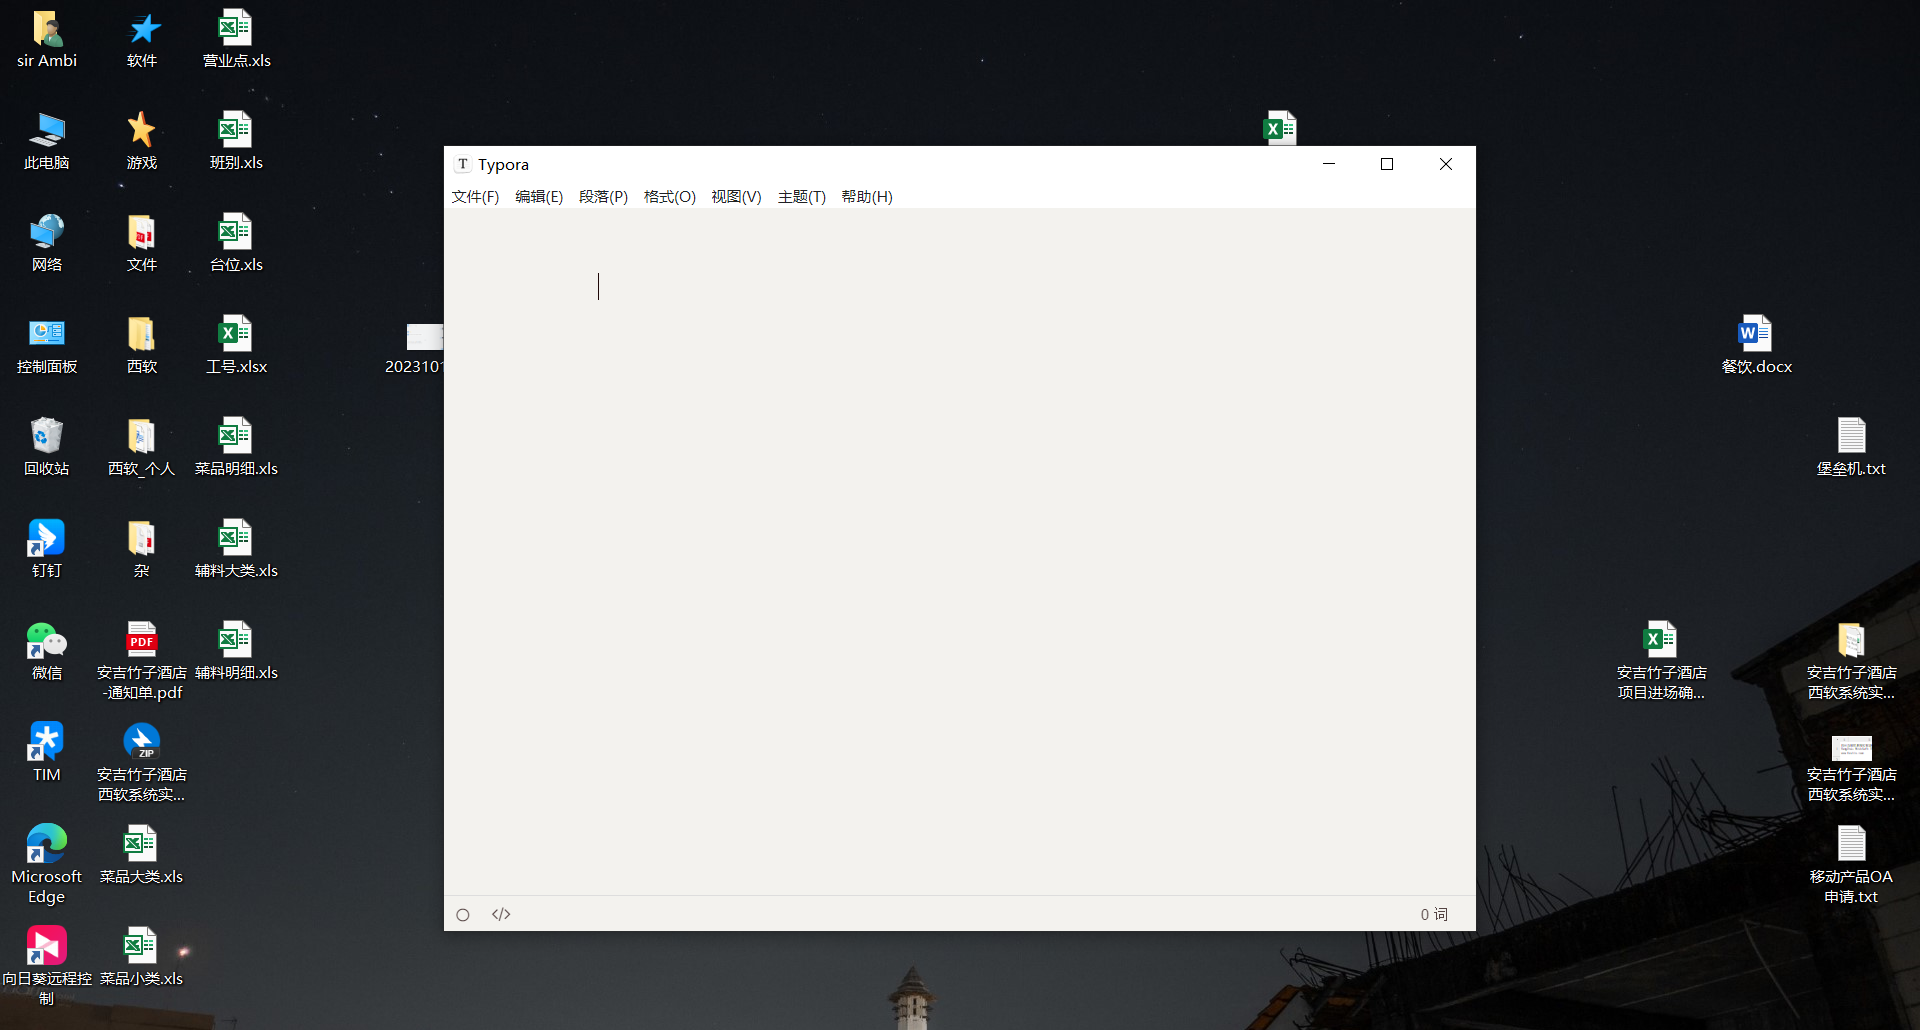 sir Ambi
软件
营业点.xls
此电脑
游戏
班别.xls
网络
文件
台位.xls
控制面板
西软
工号.xlsx
2023101
回收站
西软_个人
菜品明细.xls
钉钉
杂
辅料大类.xls
微信
PDF
安吉竹子酒店
-通知单.pdf
辅料明细.xls
TIM
ZIP
安吉竹子酒店
西软系统实...
Microsoft
Edge
菜品大类.xls
向日葵远程控
制
菜品小类.xls
T Typora
文件(F) 编辑(E) 段落(P) 格式(O) 视图(V) 主题(T) 帮助(H)
</> 0 词
餐饮.docx
堡垒机.txt
安吉竹子酒店
项目进场确...
安吉竹子酒店
西软系统实...
安吉竹子酒店
西软系统实...
移动产品OA
申请.txt